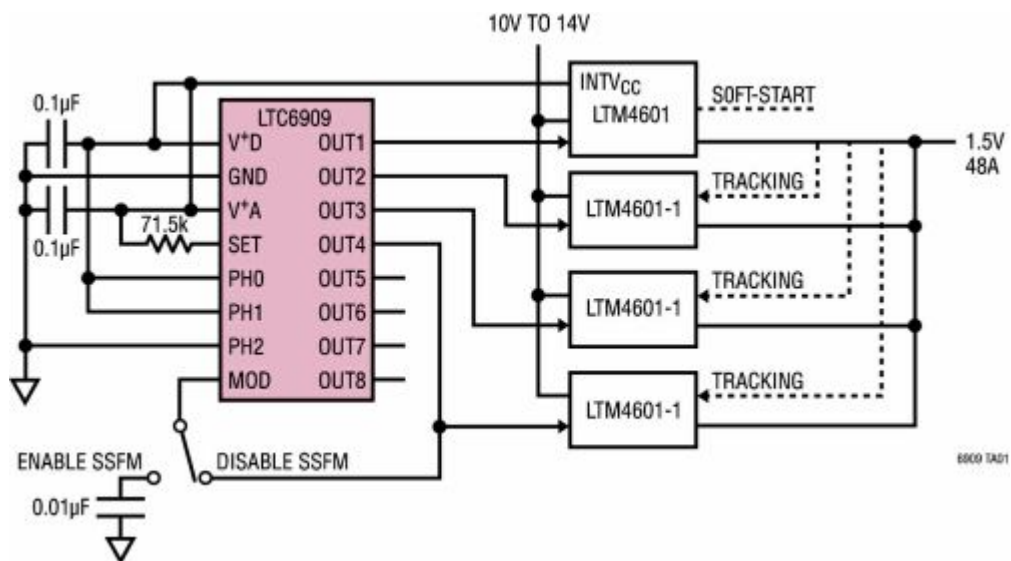 10V TO 14V
INTVCC
LTM4601
SOFT-START
0.1µF
LTC6909
V+D OUT1
1.5V
48A
GND OUT2
TRACKING
LTM4601-1
V+A OUT3
0.1µF
71.5k
SET OUT4
PH0 OUT5
TRACKING
LTM4601-1
PH1 OUT6
PH2 OUT7
MOD OUT8
TRACKING
LTM4601-1
ENABLE SSFM
DISABLE SSFM
0.01µF
6909 TA01